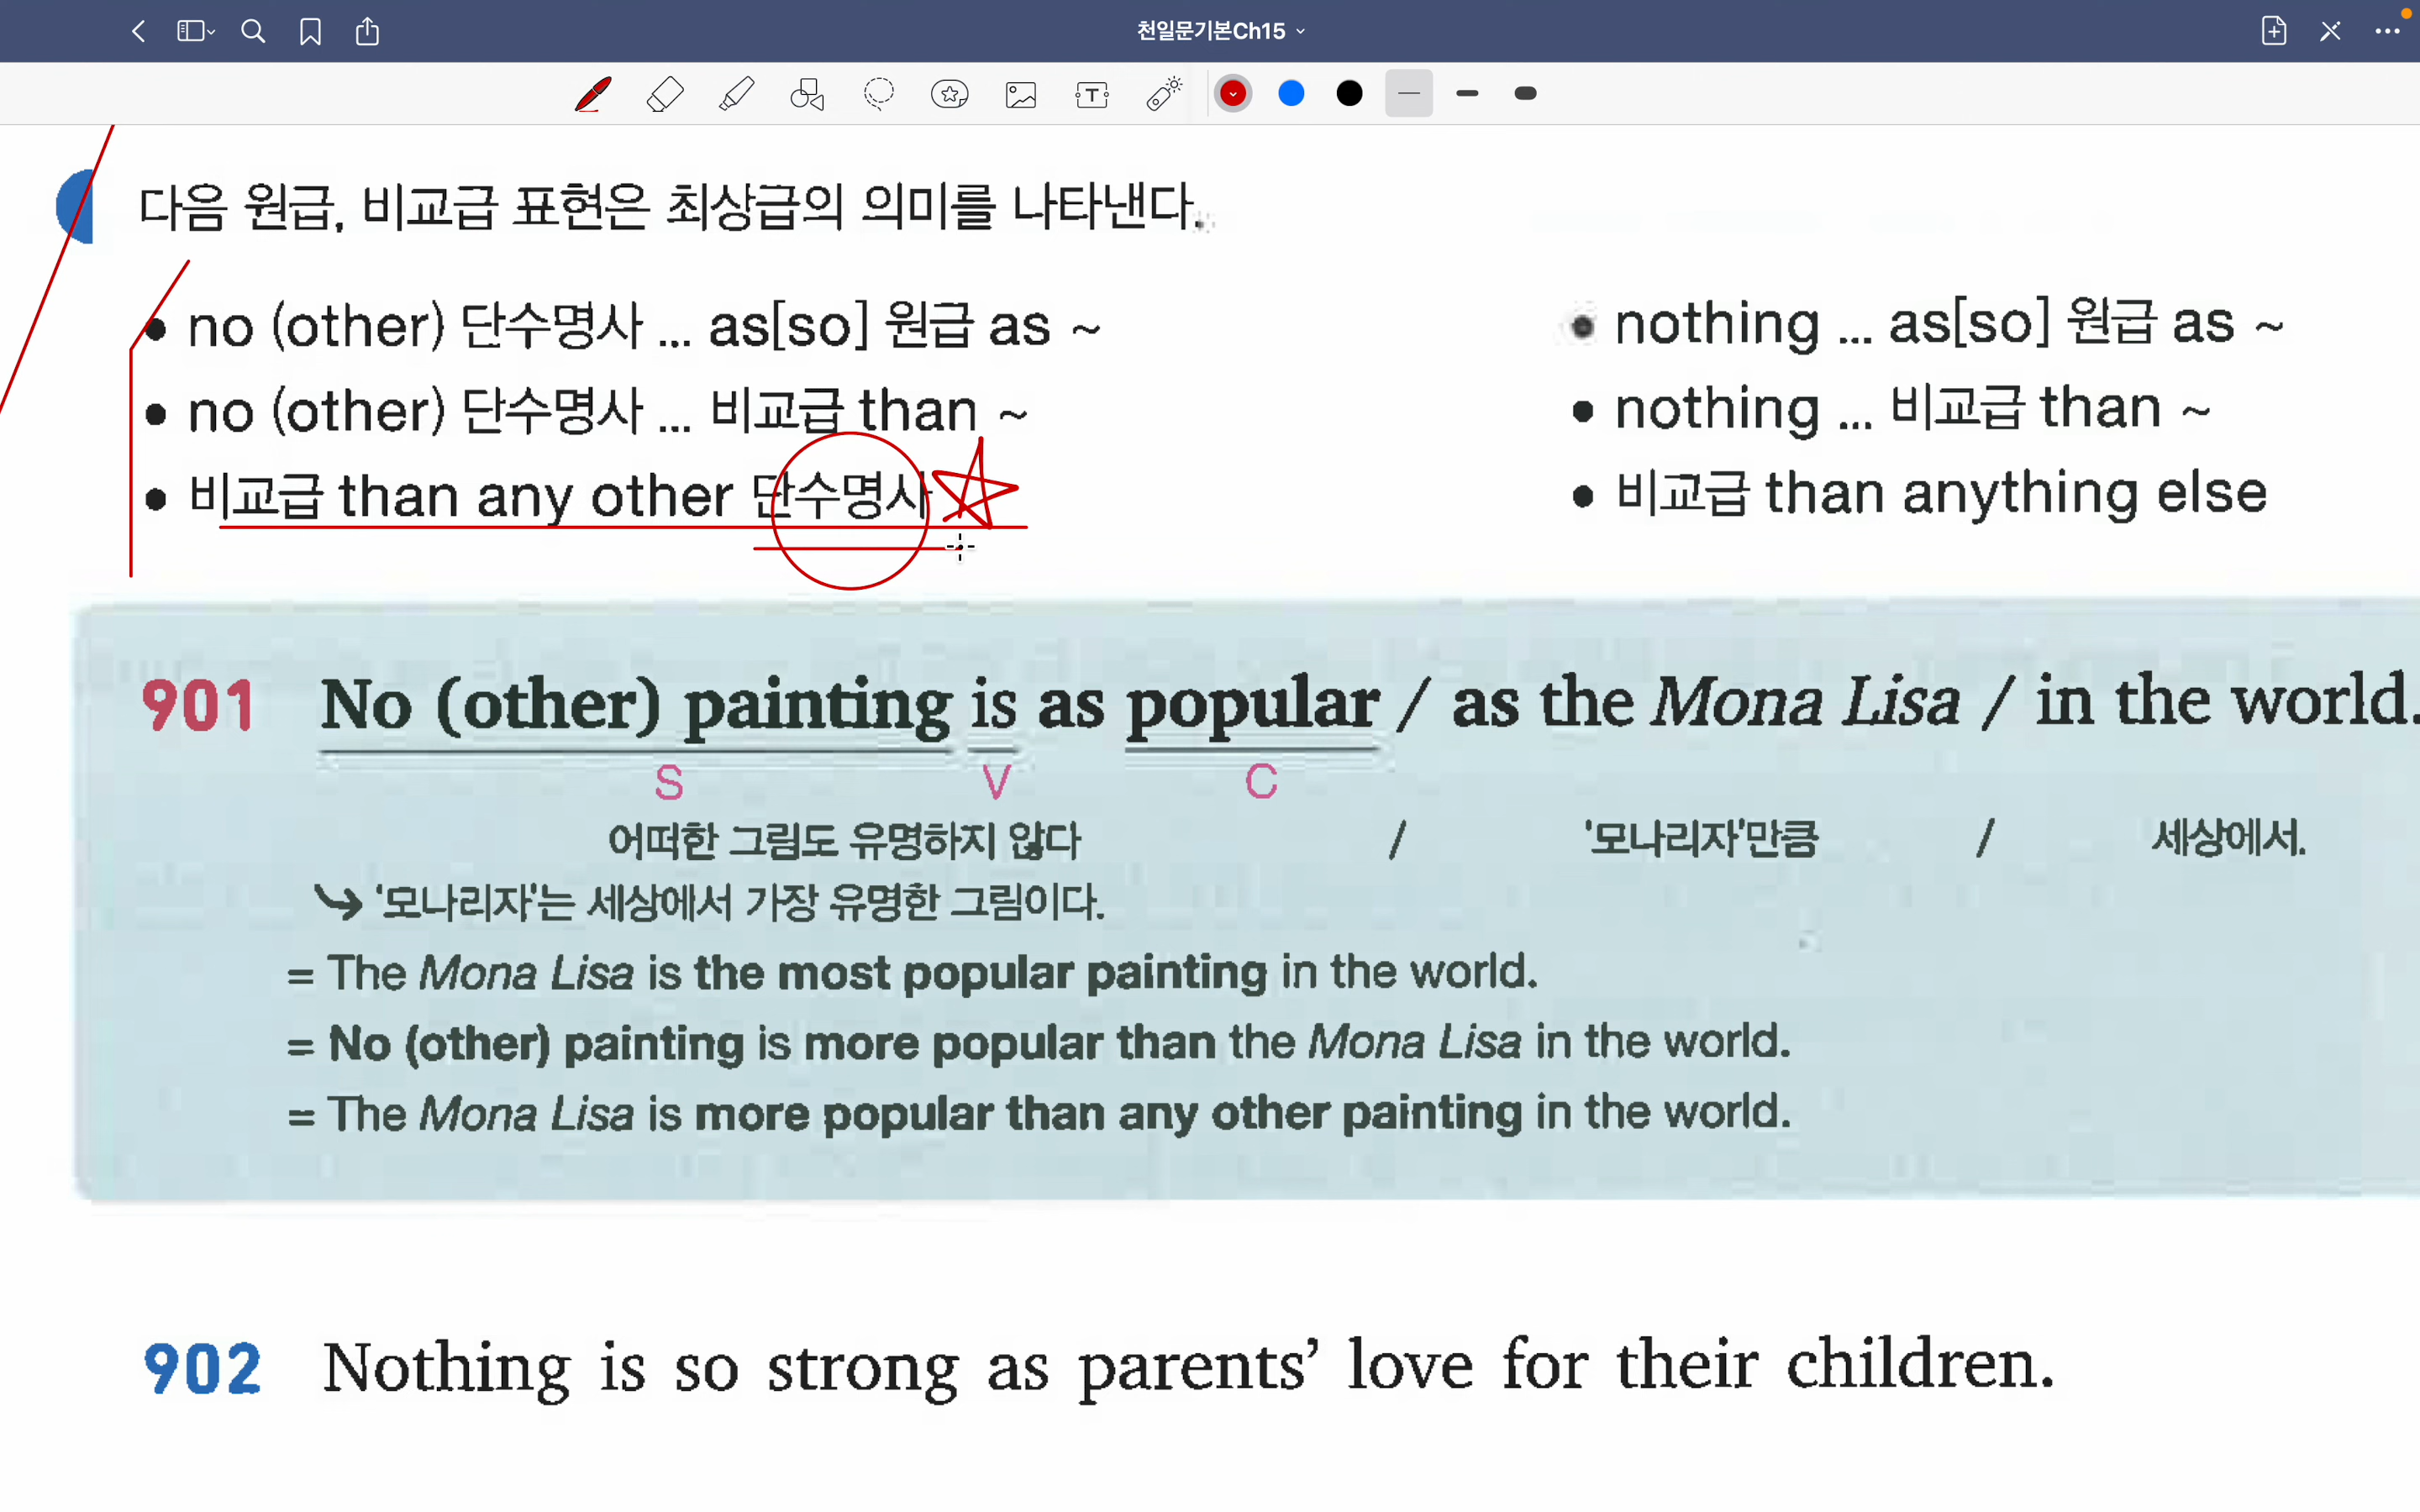 천일문기본Ch15
다음 원급, 비교급 표현은 최상급의 의미를 나타낸다.
• no (other) 단수명사 ... as[so] 원급 as ~
• no (other) 단수명사 ... 비교급 than ~
• 비교급 than any other 단수명사
• nothing ... as[so] 원급 as ~
• nothing ... 비교급 than ~
• 비교급 than anything else
901 No (other) painting is as popular / as the Mona Lisa / in the world.
S V C
어떠한 그림도 유명하지 않다 / '모나리자'만큼 / 세상에서.
↪ '모나리자'는 세상에서 가장 유명한 그림이다.
= The Mona Lisa is the most popular painting in the world.
= No (other) painting is more popular than the Mona Lisa in the world.
= The Mona Lisa is more popular than any other painting in the world.
902 Nothing is so strong as parents’ love for their children.